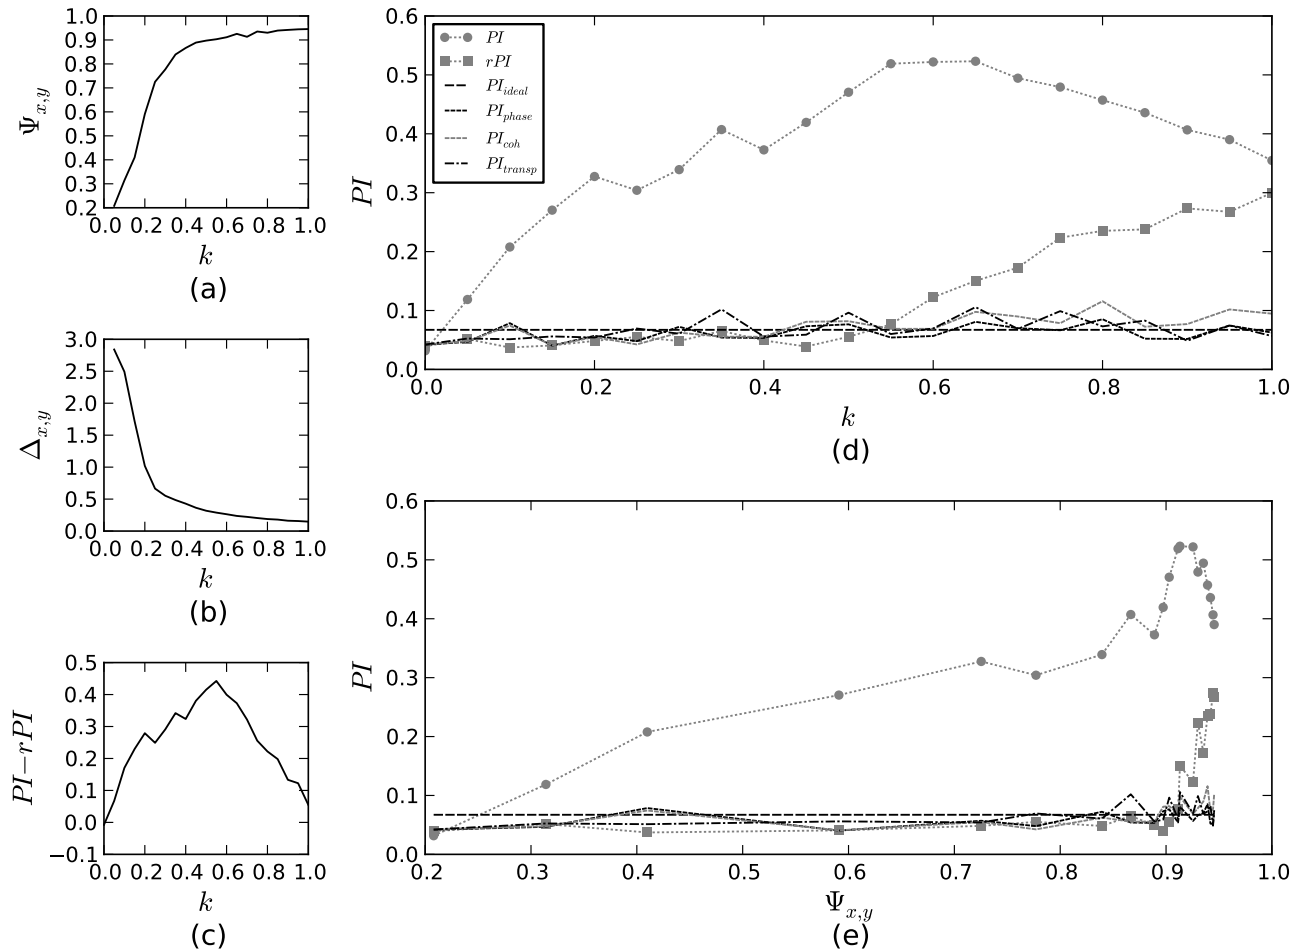 1.0
0.9
0.8
0.7
0.6
0.5
0.4
0.3
0.2
Ψx,y
0.0 0.2 0.4 0.6 0.8 1.0
k
(a)
3.0
2.5
2.0
1.5
1.0
0.5
0.0
Δx,y
0.0 0.2 0.4 0.6 0.8 1.0
k
(b)
0.5
0.4
0.3
0.2
0.1
0.0
−0.1
PI−rPI
0.0 0.2 0.4 0.6 0.8 1.0
k
(c)
0.6
0.5
0.4
0.3
0.2
0.1
0.0
PI
PI
rPI
PIideal
PIphase
PIcoh
PItransp
0.0 0.2 0.4 0.6 0.8 1.0
k
(d)
0.6
0.5
0.4
0.3
0.2
0.1
0.0
PI
0.2 0.3 0.4 0.5 0.6 0.7 0.8 0.9 1.0
Ψx,y
(e)